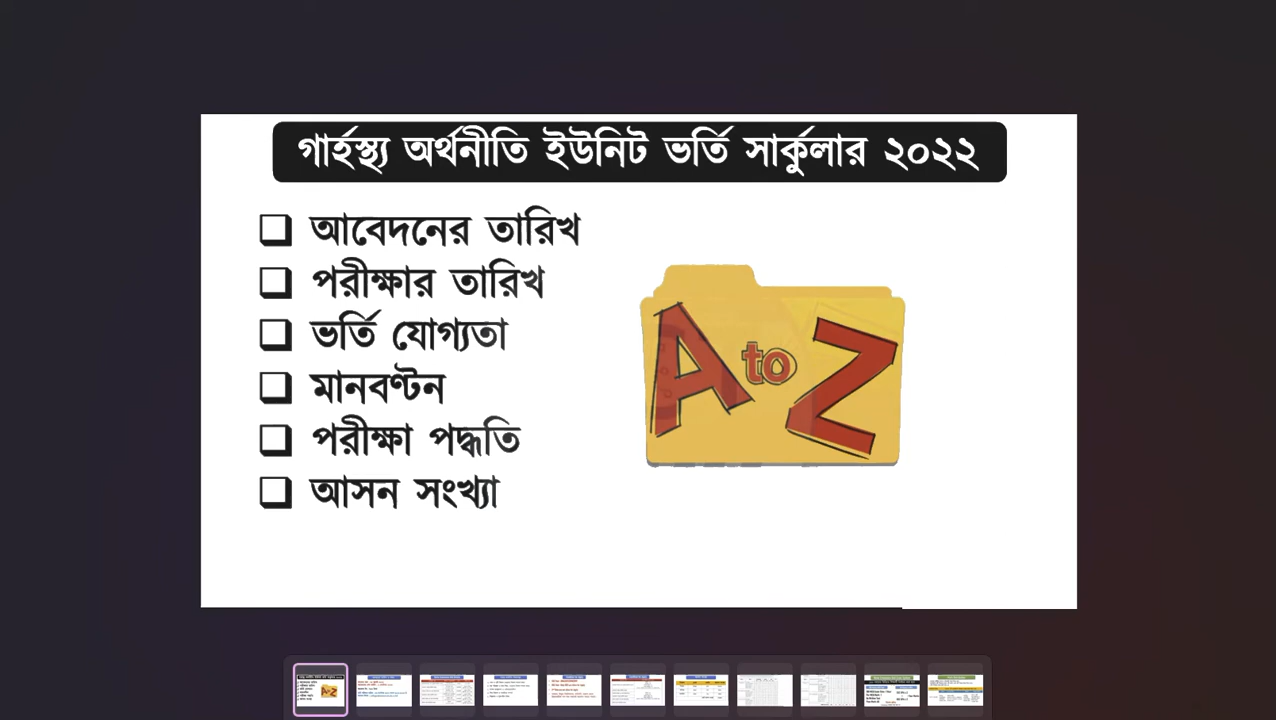 গার্হস্থ্য অর্থনীতি ইউনিট ভর্তি সার্কুলার ২০২২
আবেদনের তারিখ
পরীক্ষার তারিখ
ভর্তি যোগ্যতা
মানবণ্টন
পরীক্ষা পদ্ধতি
আসন সংখ্যা
A to Z